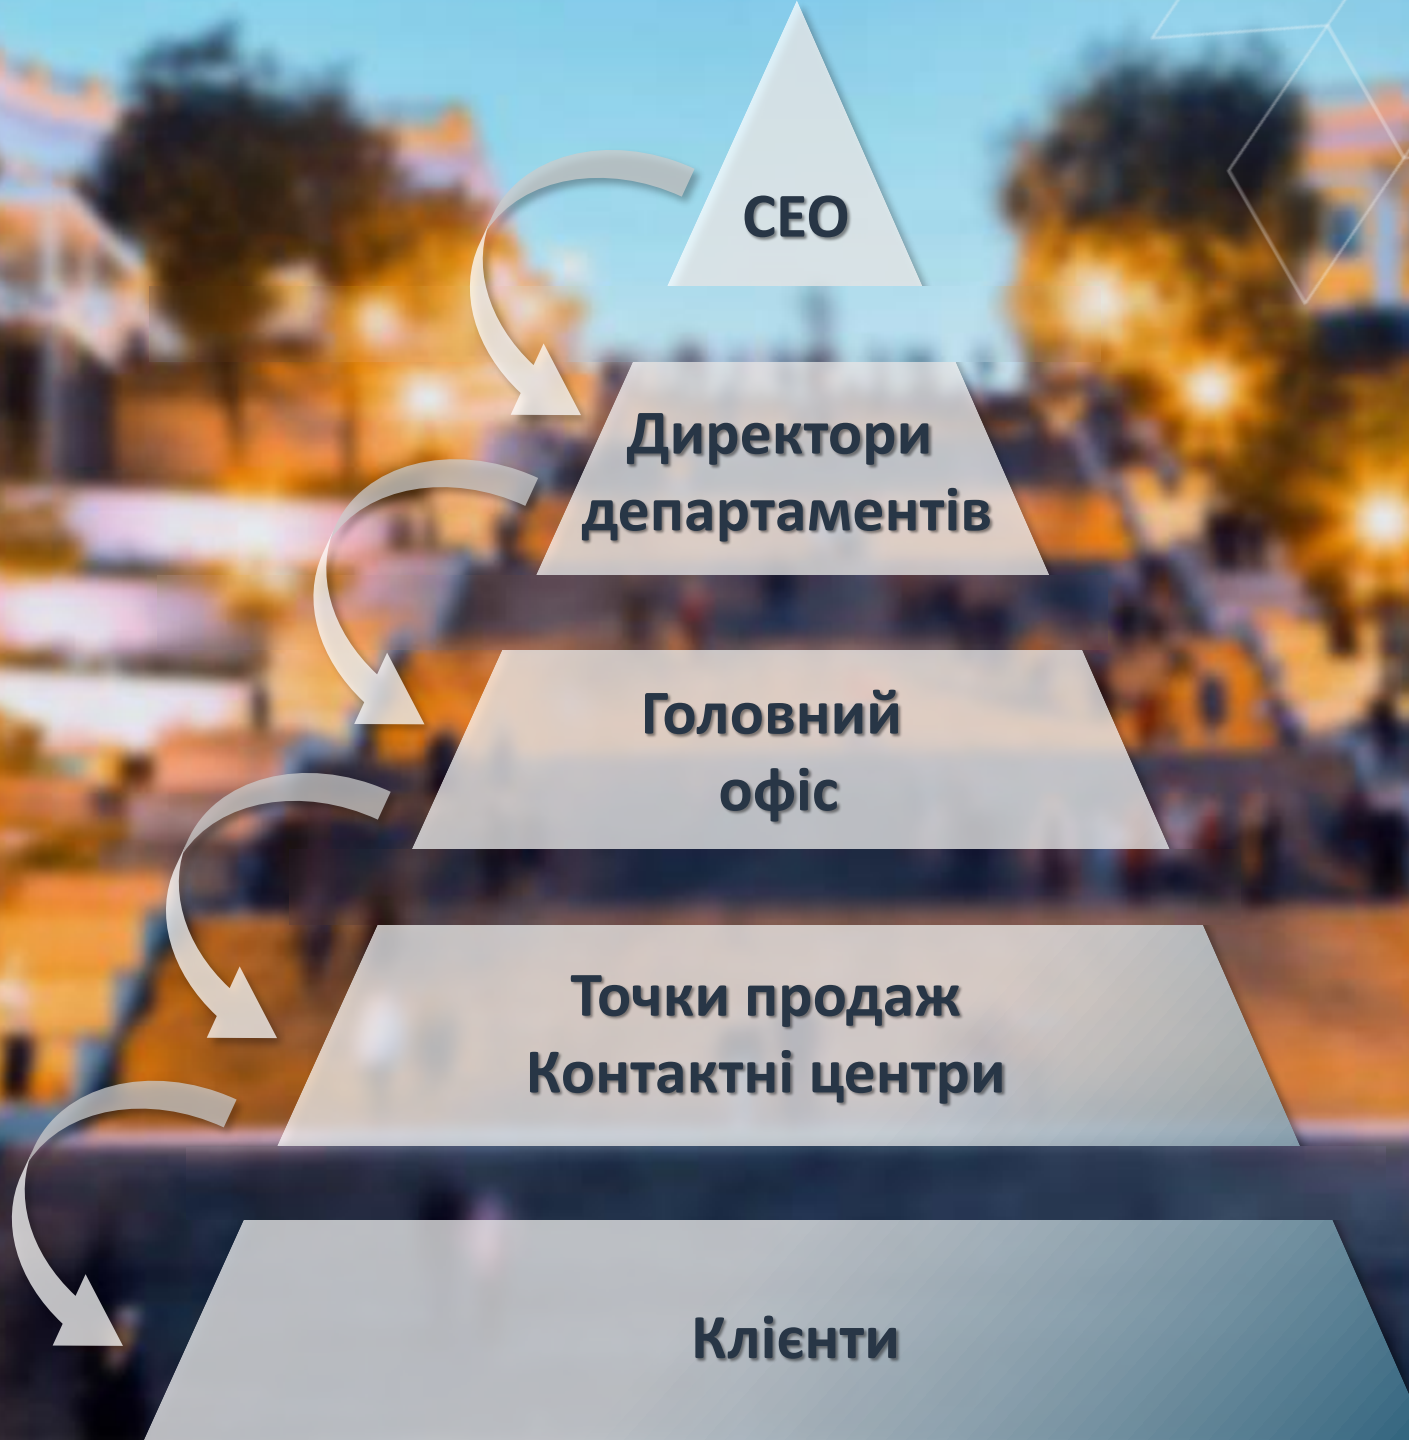 CEO
Директори
департаментів
Головний
офіс
Точки продаж
Контактні центри
Клієнти